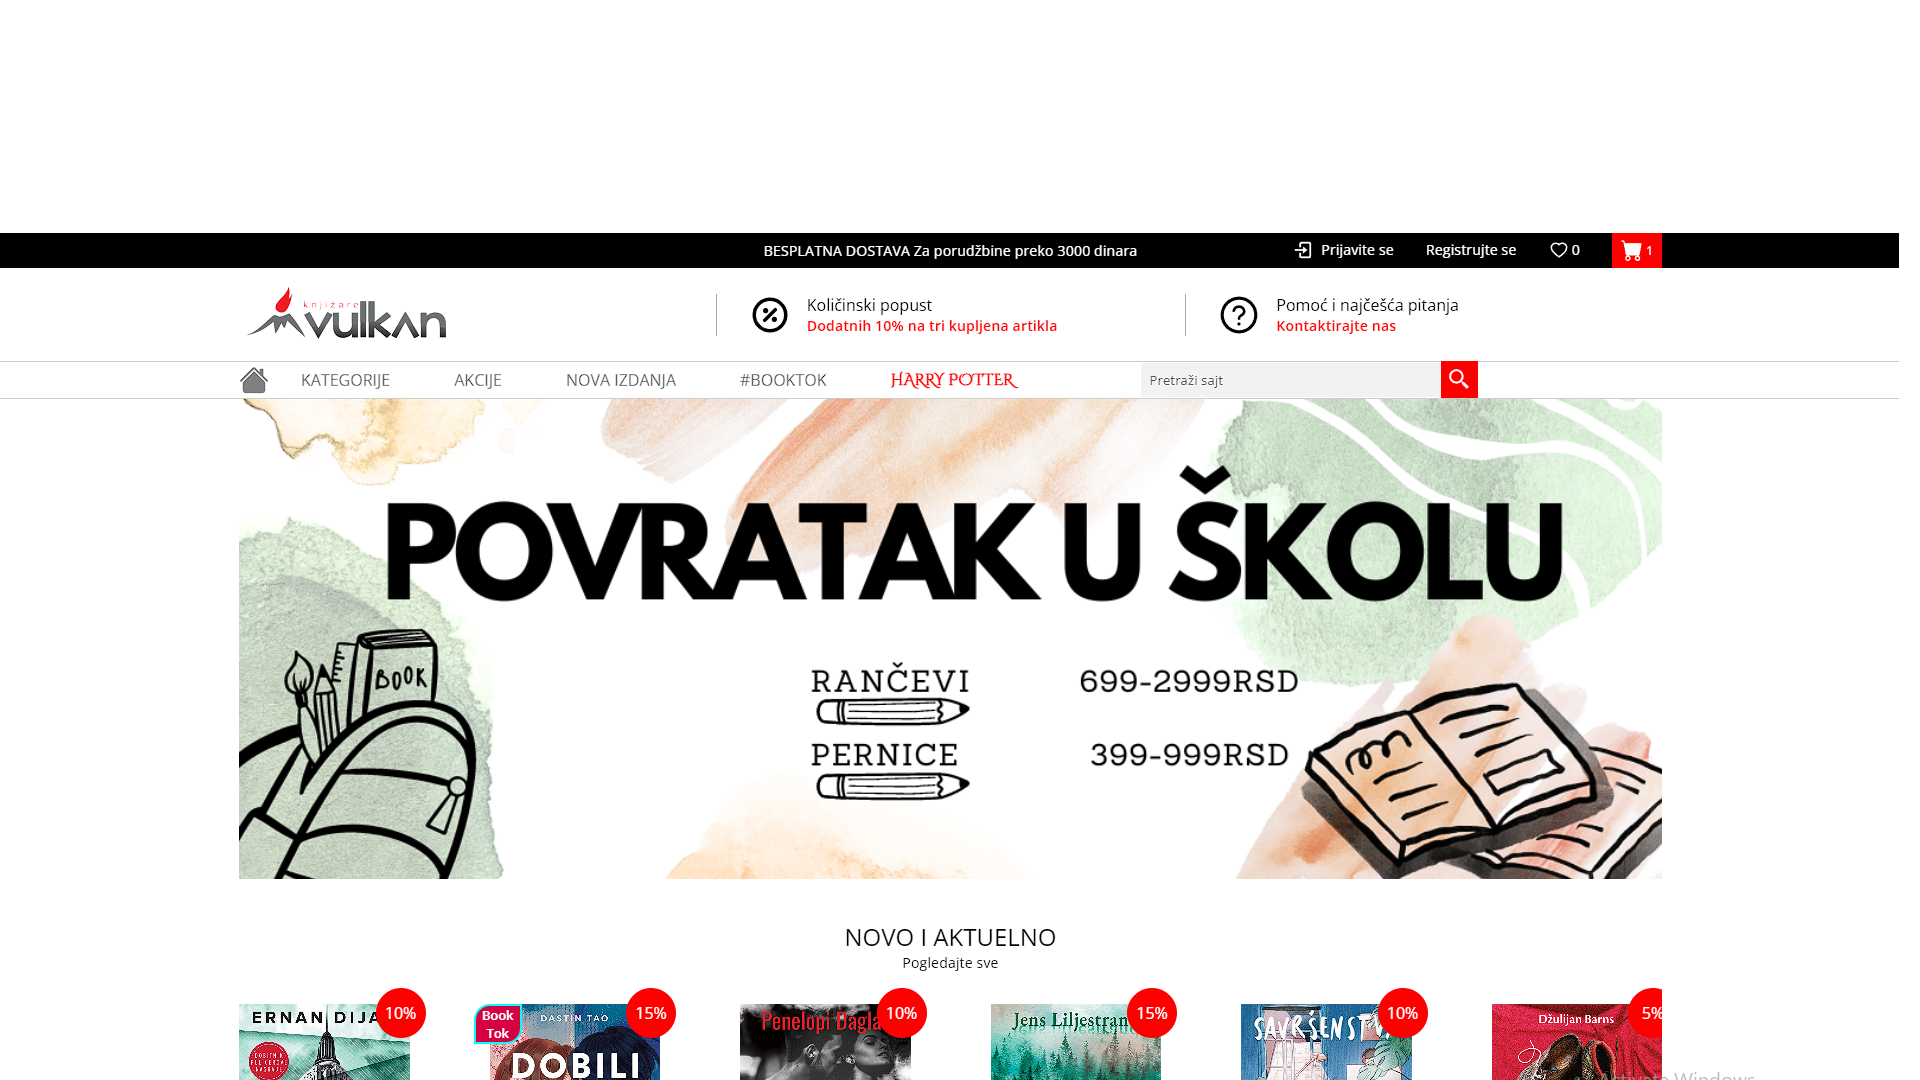 BESPLATNA DOSTAVA Za porudžbine preko 3000 dinara
Prijavite se
Registrujte se
0
1
knjižare
vulkan
Količinski popust
Dodatnih 10% na tri kupljena artikla
Pomoć i najčešća pitanja
Kontaktirajte nas
KATEGORIJE
AKCIJE
NOVA IZDANJA
#BOOKTOK
HARRY POTTER
Pretraži sajt
POVRATAK U ŠKOLU
BOOK
RANČEVI 699-2999RSD
PERNICE 399-999RSD
NOVO I AKTUELNO
Pogledajte sve
10%
ERNAN DIJA
Book
Tok
15%
DASTIN TAO
DOBILI
10%
Penelopi Dagla
15%
Jens Liljestran
10%
SAVRŠENSTV
5%
Džulijan Barns
Activate Windows